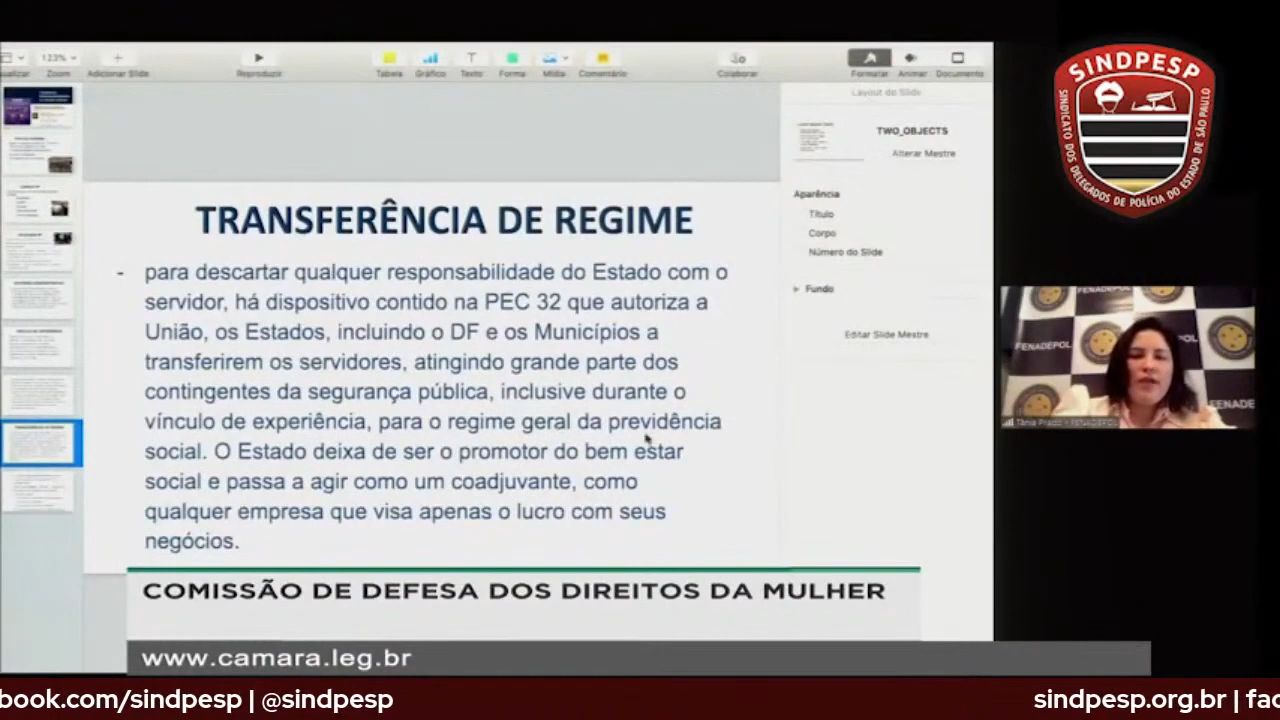 123%
Zoom
Adicionar Slide
Reproduzir
Tabela
Gráfico
Texto
Forma
Mídia
Comentário
Colaborar
Formatar
Animar
Documento
Layout do Slide
TWO_OBJECTS
Alterar Mestre
Aparência
Título
Corpo
Número do Slide
Fundo
Editar Slide Mestre
TRANSFERÊNCIA DE REGIME
- para descartar qualquer responsabilidade do Estado com o
servidor, há dispositivo contido na PEC 32 que autoriza a
União, os Estados, incluindo o DF e os Municípios a
transferirem os servidores, atingindo grande parte dos
contingentes da segurança pública, inclusive durante o
vínculo de experiência, para o regime geral da previdência
social. O Estado deixa de ser o promotor do bem estar
social e passa a agir como um coadjuvante, como
qualquer empresa que visa apenas o lucro com seus
negócios.
SINDPESP
SINDICATO DOS DELEGADOS DE POLÍCIA DO ESTADO DE SÃO PAULO
FENADEPOL
FENADE
Tânia Prado - FENADEPOL
COMISSÃO DE DEFESA DOS DIREITOS DA MULHER
www.camara.leg.br
book.com/sindpesp | @sindpesp
sindpesp.org.br | fac